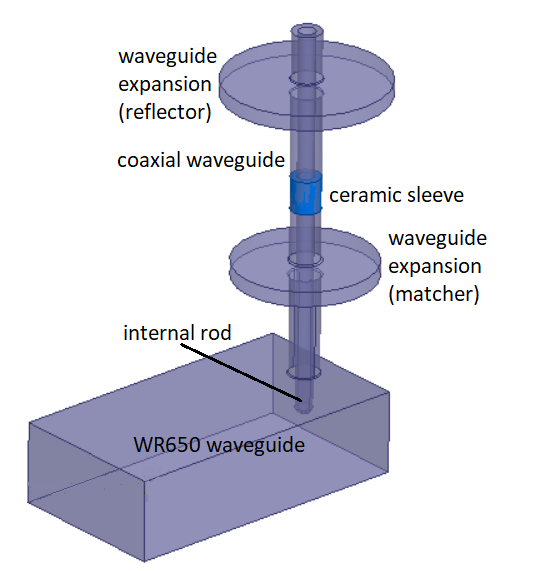 waveguide
expansion
(reflector)
coaxial waveguide
ceramic sleeve
waveguide
expansion
(matcher)
internal rod
WR650 waveguide